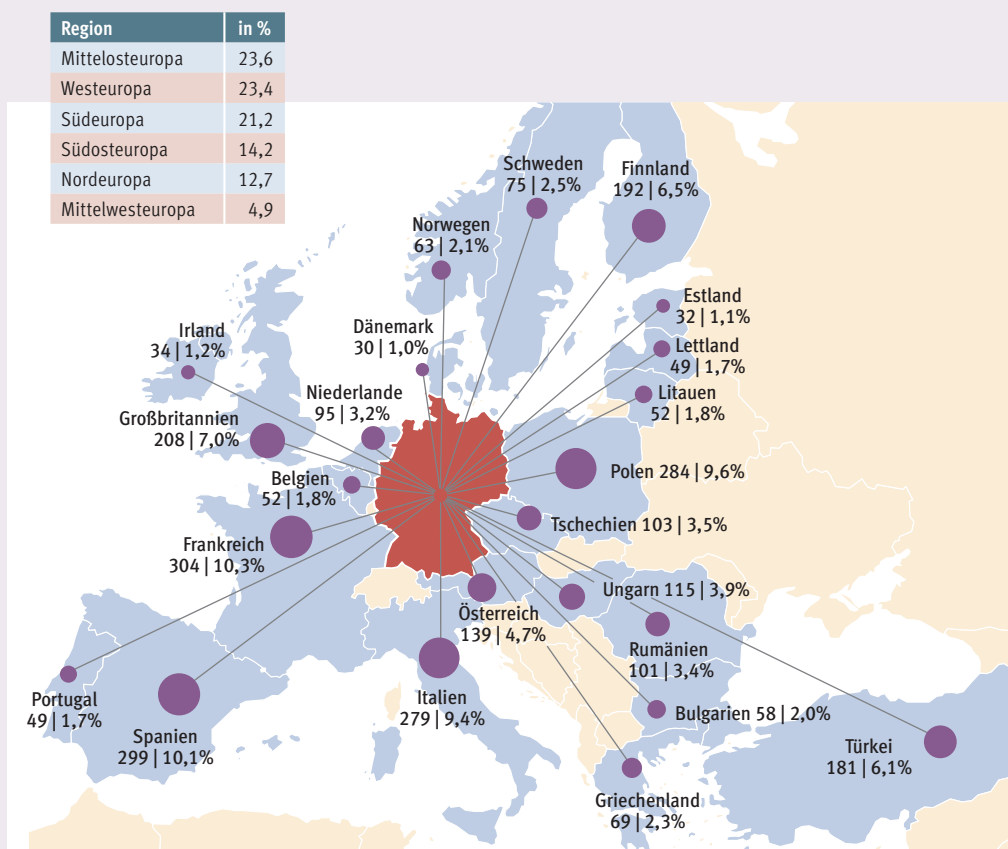 Region in %
Mittelosteuropa 23,6
Westeuropa 23,4
Südeuropa 21,2
Südosteuropa 14,2
Nordeuropa 12,7
Mittelwesteuropa 4,9
Schweden
75 | 2,5%
Finnland
192 | 6,5%
Norwegen
63 | 2,1%
Estland
32 | 1,1%
Irland
34 | 1,2%
Dänemark
30 | 1,0%
Lettland
49 | 1,7%
Niederlande
95 | 3,2%
Litauen
52 | 1,8%
Großbritannien
208 | 7,0%
Belgien
52 | 1,8%
Polen 284 | 9,6%
Tschechien 103 | 3,5%
Frankreich
304 | 10,3%
Ungarn 115 | 3,9%
Österreich
139 | 4,7%
Rumänien
101 | 3,4%
Portugal
49 | 1,7%
Italien
279 | 9,4%
Bulgarien 58 | 2,0%
Spanien
299 | 10,1%
Türkei
181 | 6,1%
Griechenland
69 | 2,3%